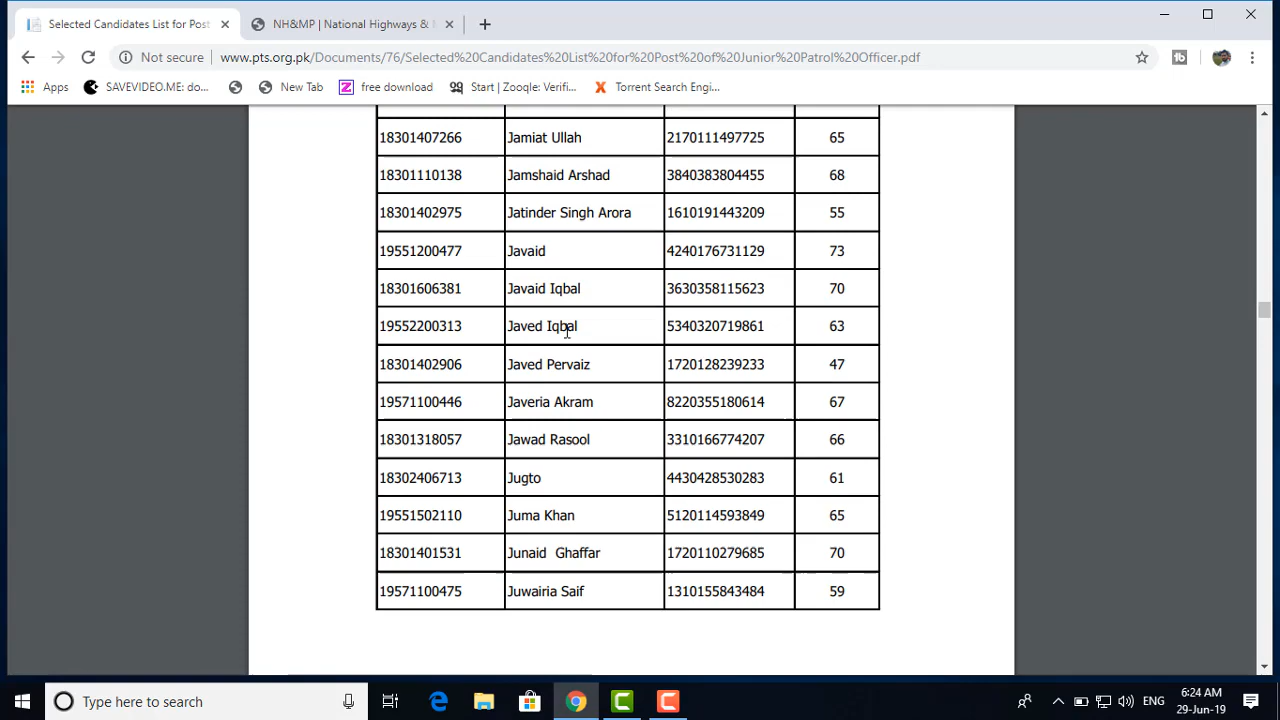 Selected Candidates List for Post
NH&MP | National Highways &
Not secure
www.pts.org.pk/Documents/76/Selected%20Candidates%20List%20for%20Post%20of%20Junior%20Patrol%20Officer.pdf
Apps
SAVEVIDEO.ME: do...
New Tab
free download
Start | Zooqle: Verifi...
Torrent Search Engi...
18301407266 Jamiat Ullah 2170111497725 65
18301110138 Jamshaid Arshad 3840383804455 68
18301402975 Jatinder Singh Arora 1610191443209 55
19551200477 Javaid 4240176731129 73
18301606381 Javaid Iqbal 3630358115623 70
19552200313 Javed Iqbal 5340320719861 63
18301402906 Javed Pervaiz 1720128239233 47
19571100446 Javeria Akram 8220355180614 67
18301318057 Jawad Rasool 3310166774207 66
18302406713 Jugto 4430428530283 61
19551502110 Juma Khan 5120114593849 65
18301401531 Junaid Ghaffar 1720110279685 70
19571100475 Juwairia Saif 1310155843484 59
Type here to search
ENG
6:24 AM
29-Jun-19